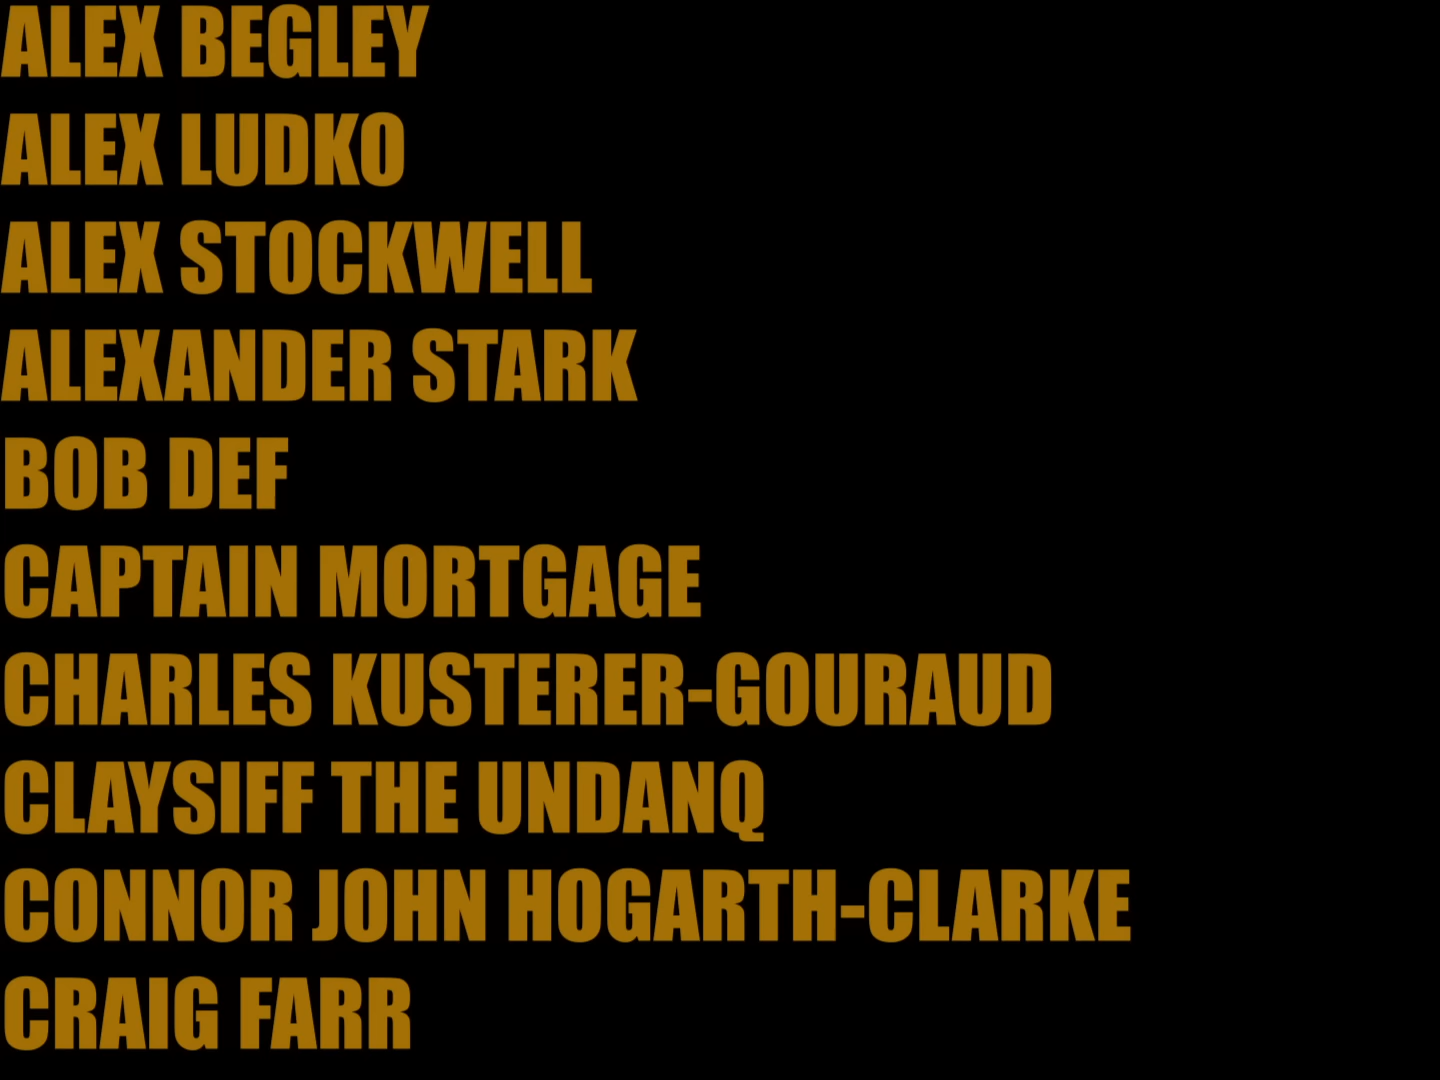 ALEX BEGLEY
ALEX LUDKO
ALEX STOCKWELL
ALEXANDER STARK
BOB DEF
CAPTAIN MORTGAGE
CHARLES KUSTERER-GOURAUD
CLAYSIFF THE UNDANQ
CONNOR JOHN HOGARTH-CLARKE
CRAIG FARR